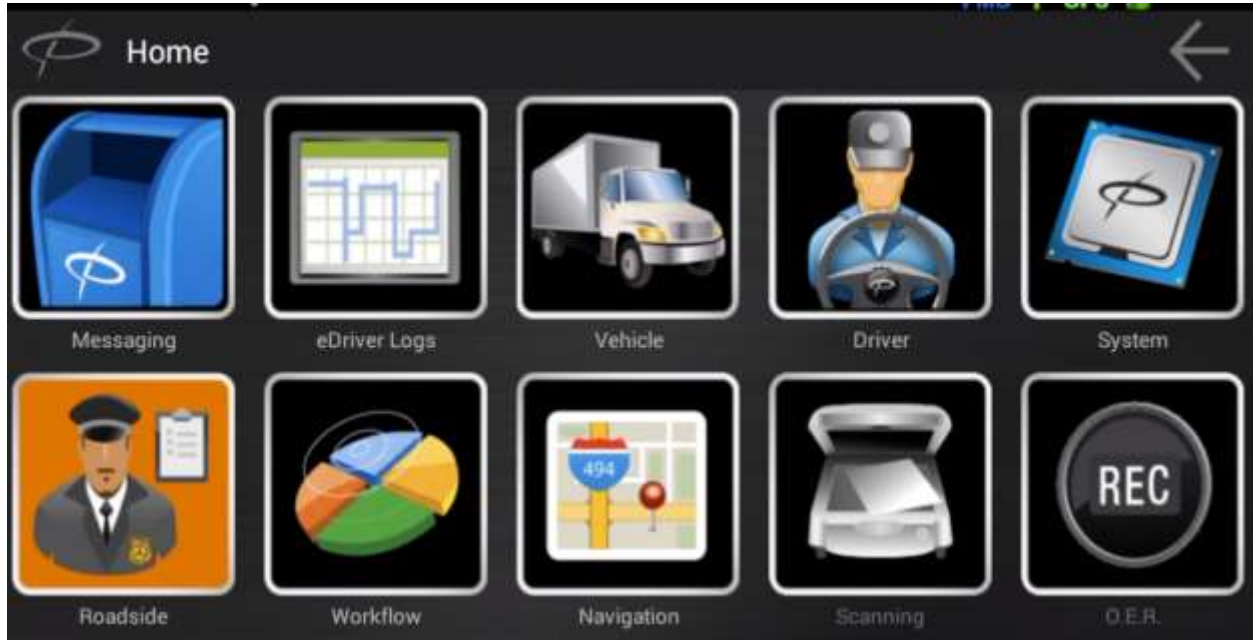 Home
Messaging
eDriver Logs
Vehicle
Driver
System
494
REC
Roadside
Workflow
Navigation
Scanning
O.E.R.